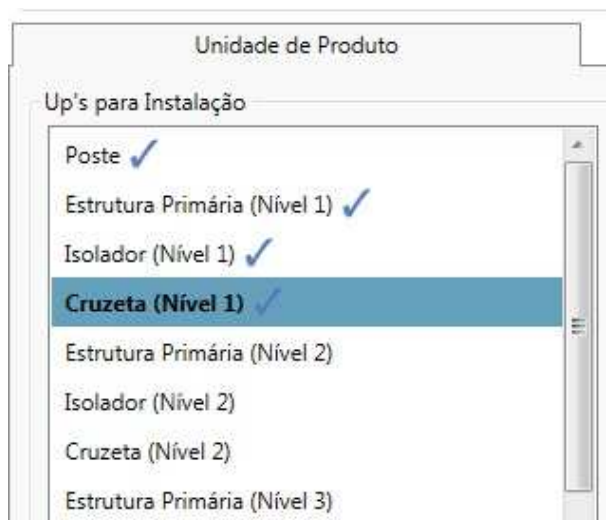 Unidade de Produto
Up's para Instalação
Poste
Estrutura Primária (Nível 1)
Isolador (Nível 1)
Cruzeta (Nível 1)
Estrutura Primária (Nível 2)
Isolador (Nível 2)
Cruzeta (Nível 2)
Estrutura Primária (Nível 3)